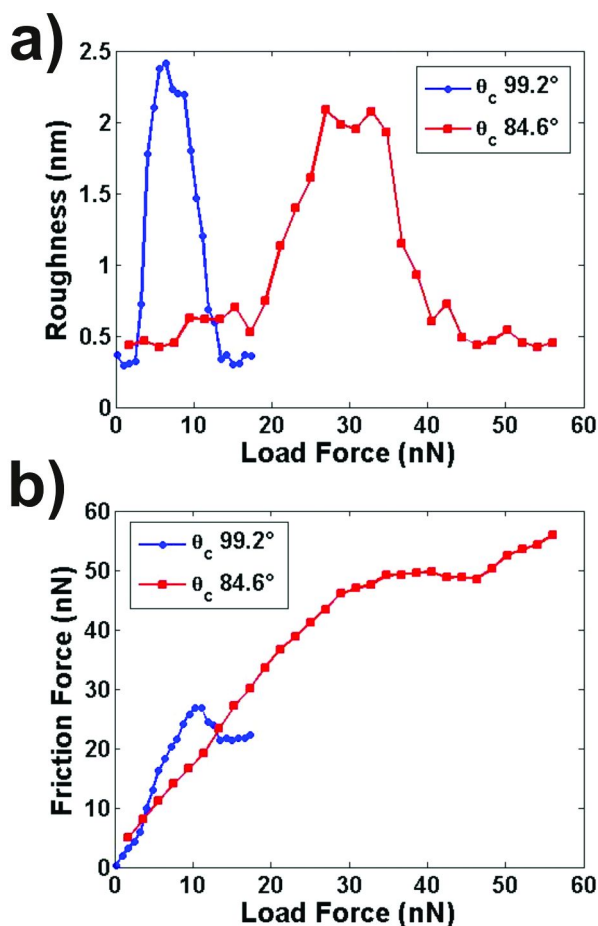 a)
2.5
2
1.5
1
0.5
0
Roughness (nm)
θc 99.2°
θc 84.6°
0 10 20 30 40 50 60
Load Force (nN)
b)
60
50
40
30
20
10
0
Friction Force (nN)
θc 99.2°
θc 84.6°
0 10 20 30 40 50 60
Load Force (nN)